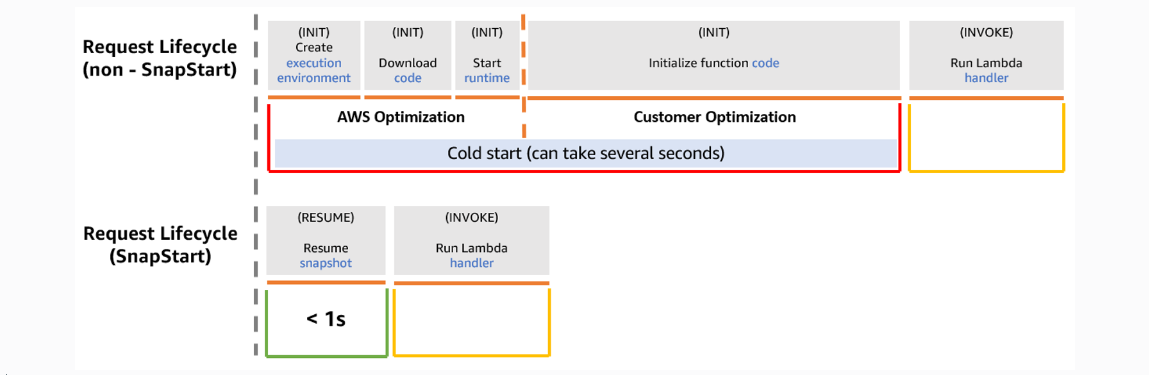 Request Lifecycle
(non - SnapStart)
(INIT)
Create
execution
environment
(INIT)
Download
code
(INIT)
Start
runtime
(INIT)
Initialize function code
(INVOKE)
Run Lambda
handler
AWS Optimization
Customer Optimization
Cold start (can take several seconds)
Request Lifecycle
(SnapStart)
(RESUME)
Resume
snapshot
(INVOKE)
Run Lambda
handler
< 1s